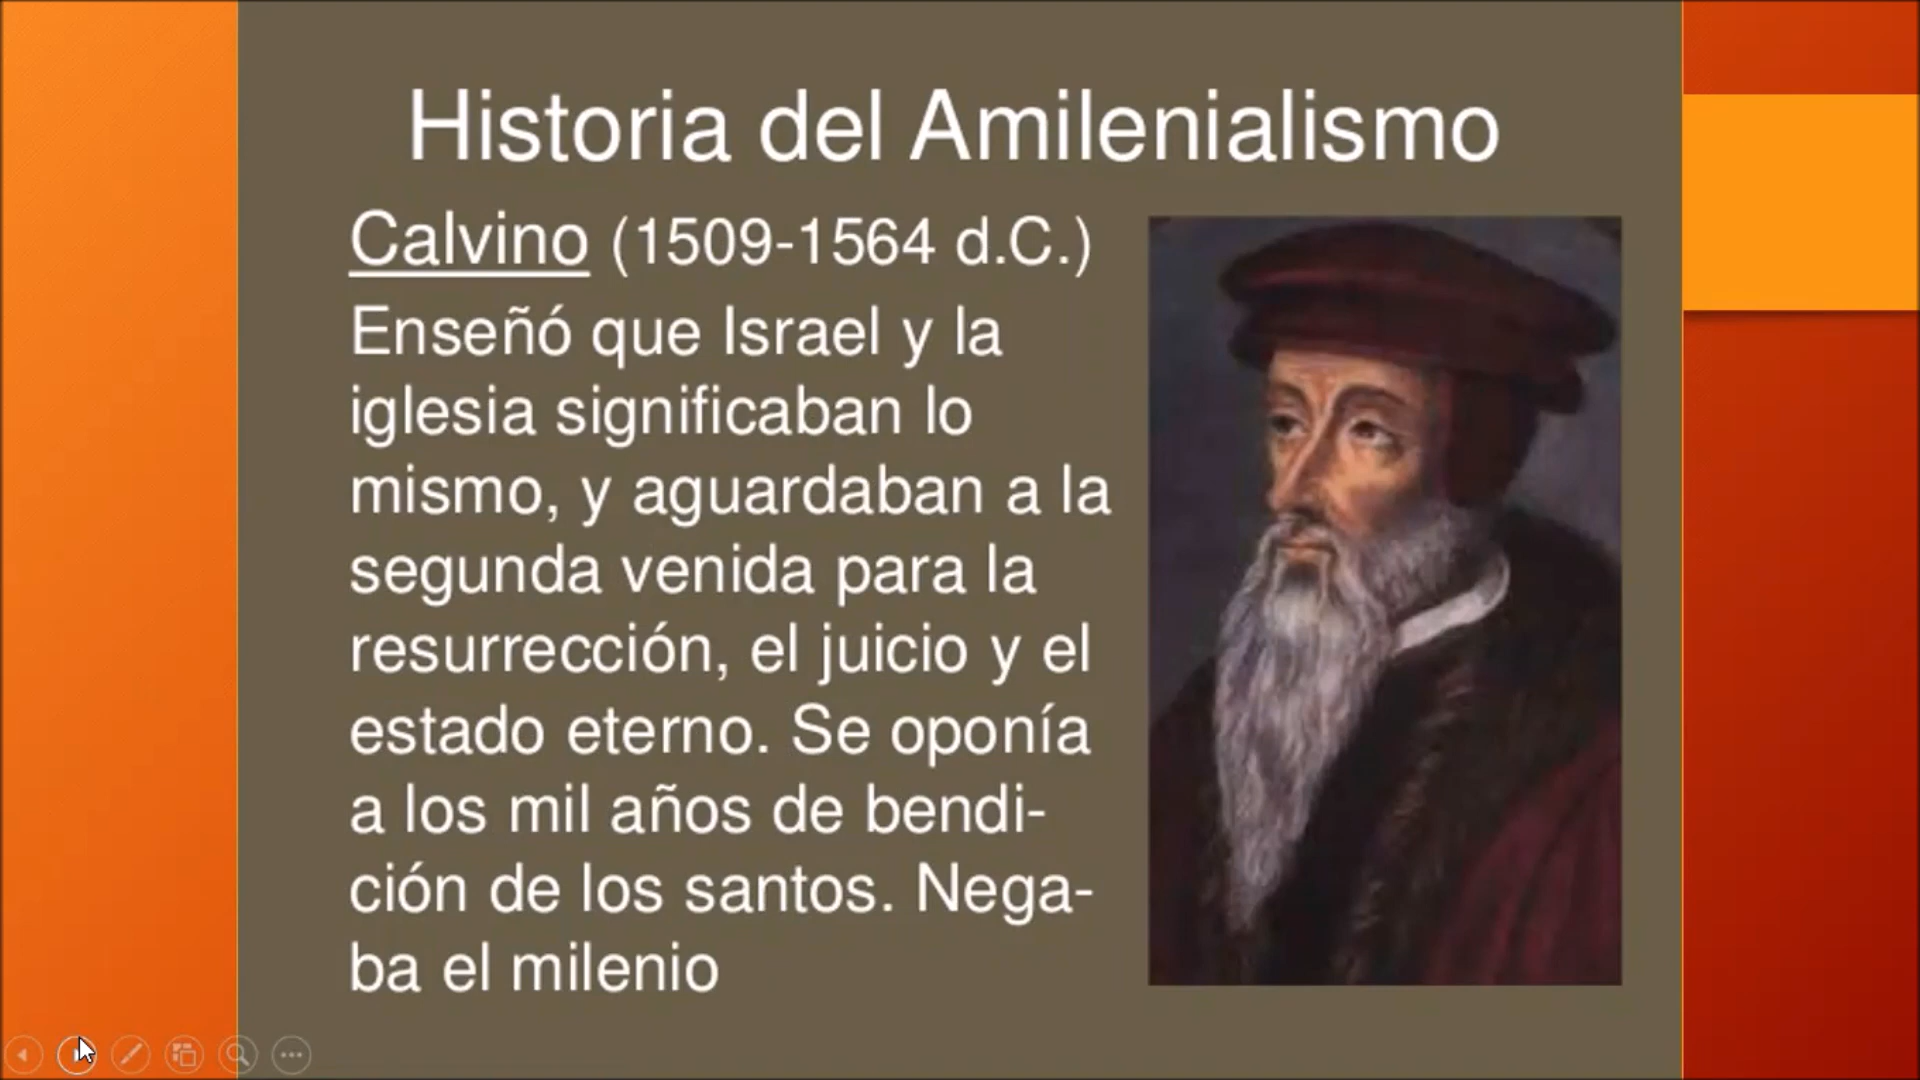 Historia del Amilenialismo
Calvino (1509-1564 d.C.)
Enseñó que Israel y la
iglesia significaban lo
mismo, y aguardaban a la
segunda venida para la
resurrección, el juicio y el
estado eterno. Se oponía
a los mil años de bendi-
ción de los santos. Nega-
ba el milenio